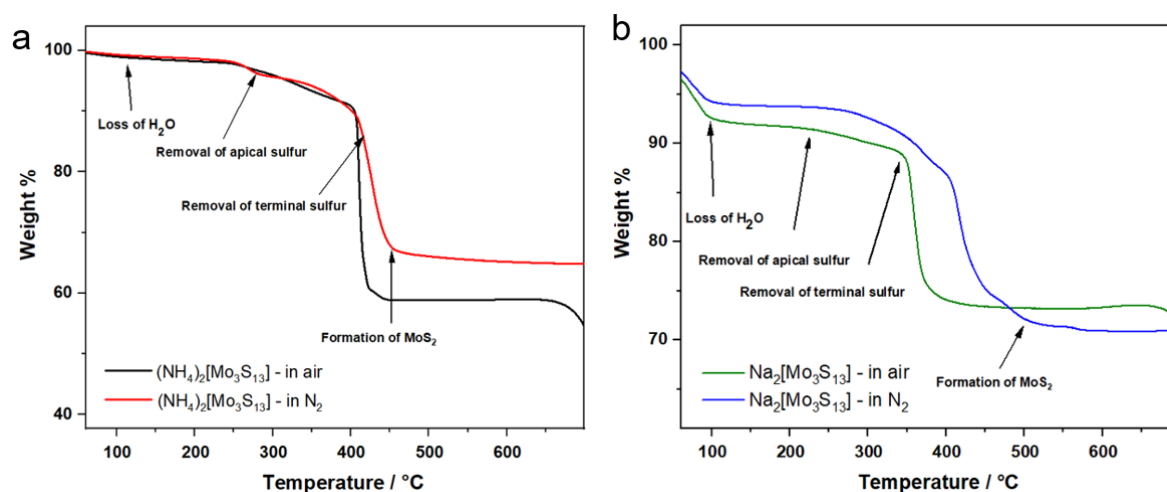 a
100
80
60
40
Weight %
Loss of H₂O
Removal of apical sulfur
Removal of terminal sulfur
Formation of MoS₂
(NH₄)₂[Mo₃S₁₃] - in air
(NH₄)₂[Mo₃S₁₃] - in N₂
100 200 300 400 500 600
Temperature / °C
b
100
90
80
70
Weight %
Loss of H₂O
Removal of apical sulfur
Removal of terminal sulfur
Formation of MoS₂
Na₂[Mo₃S₁₃] - in air
Na₂[Mo₃S₁₃] - in N₂
100 200 300 400 500 600
Temperature / °C